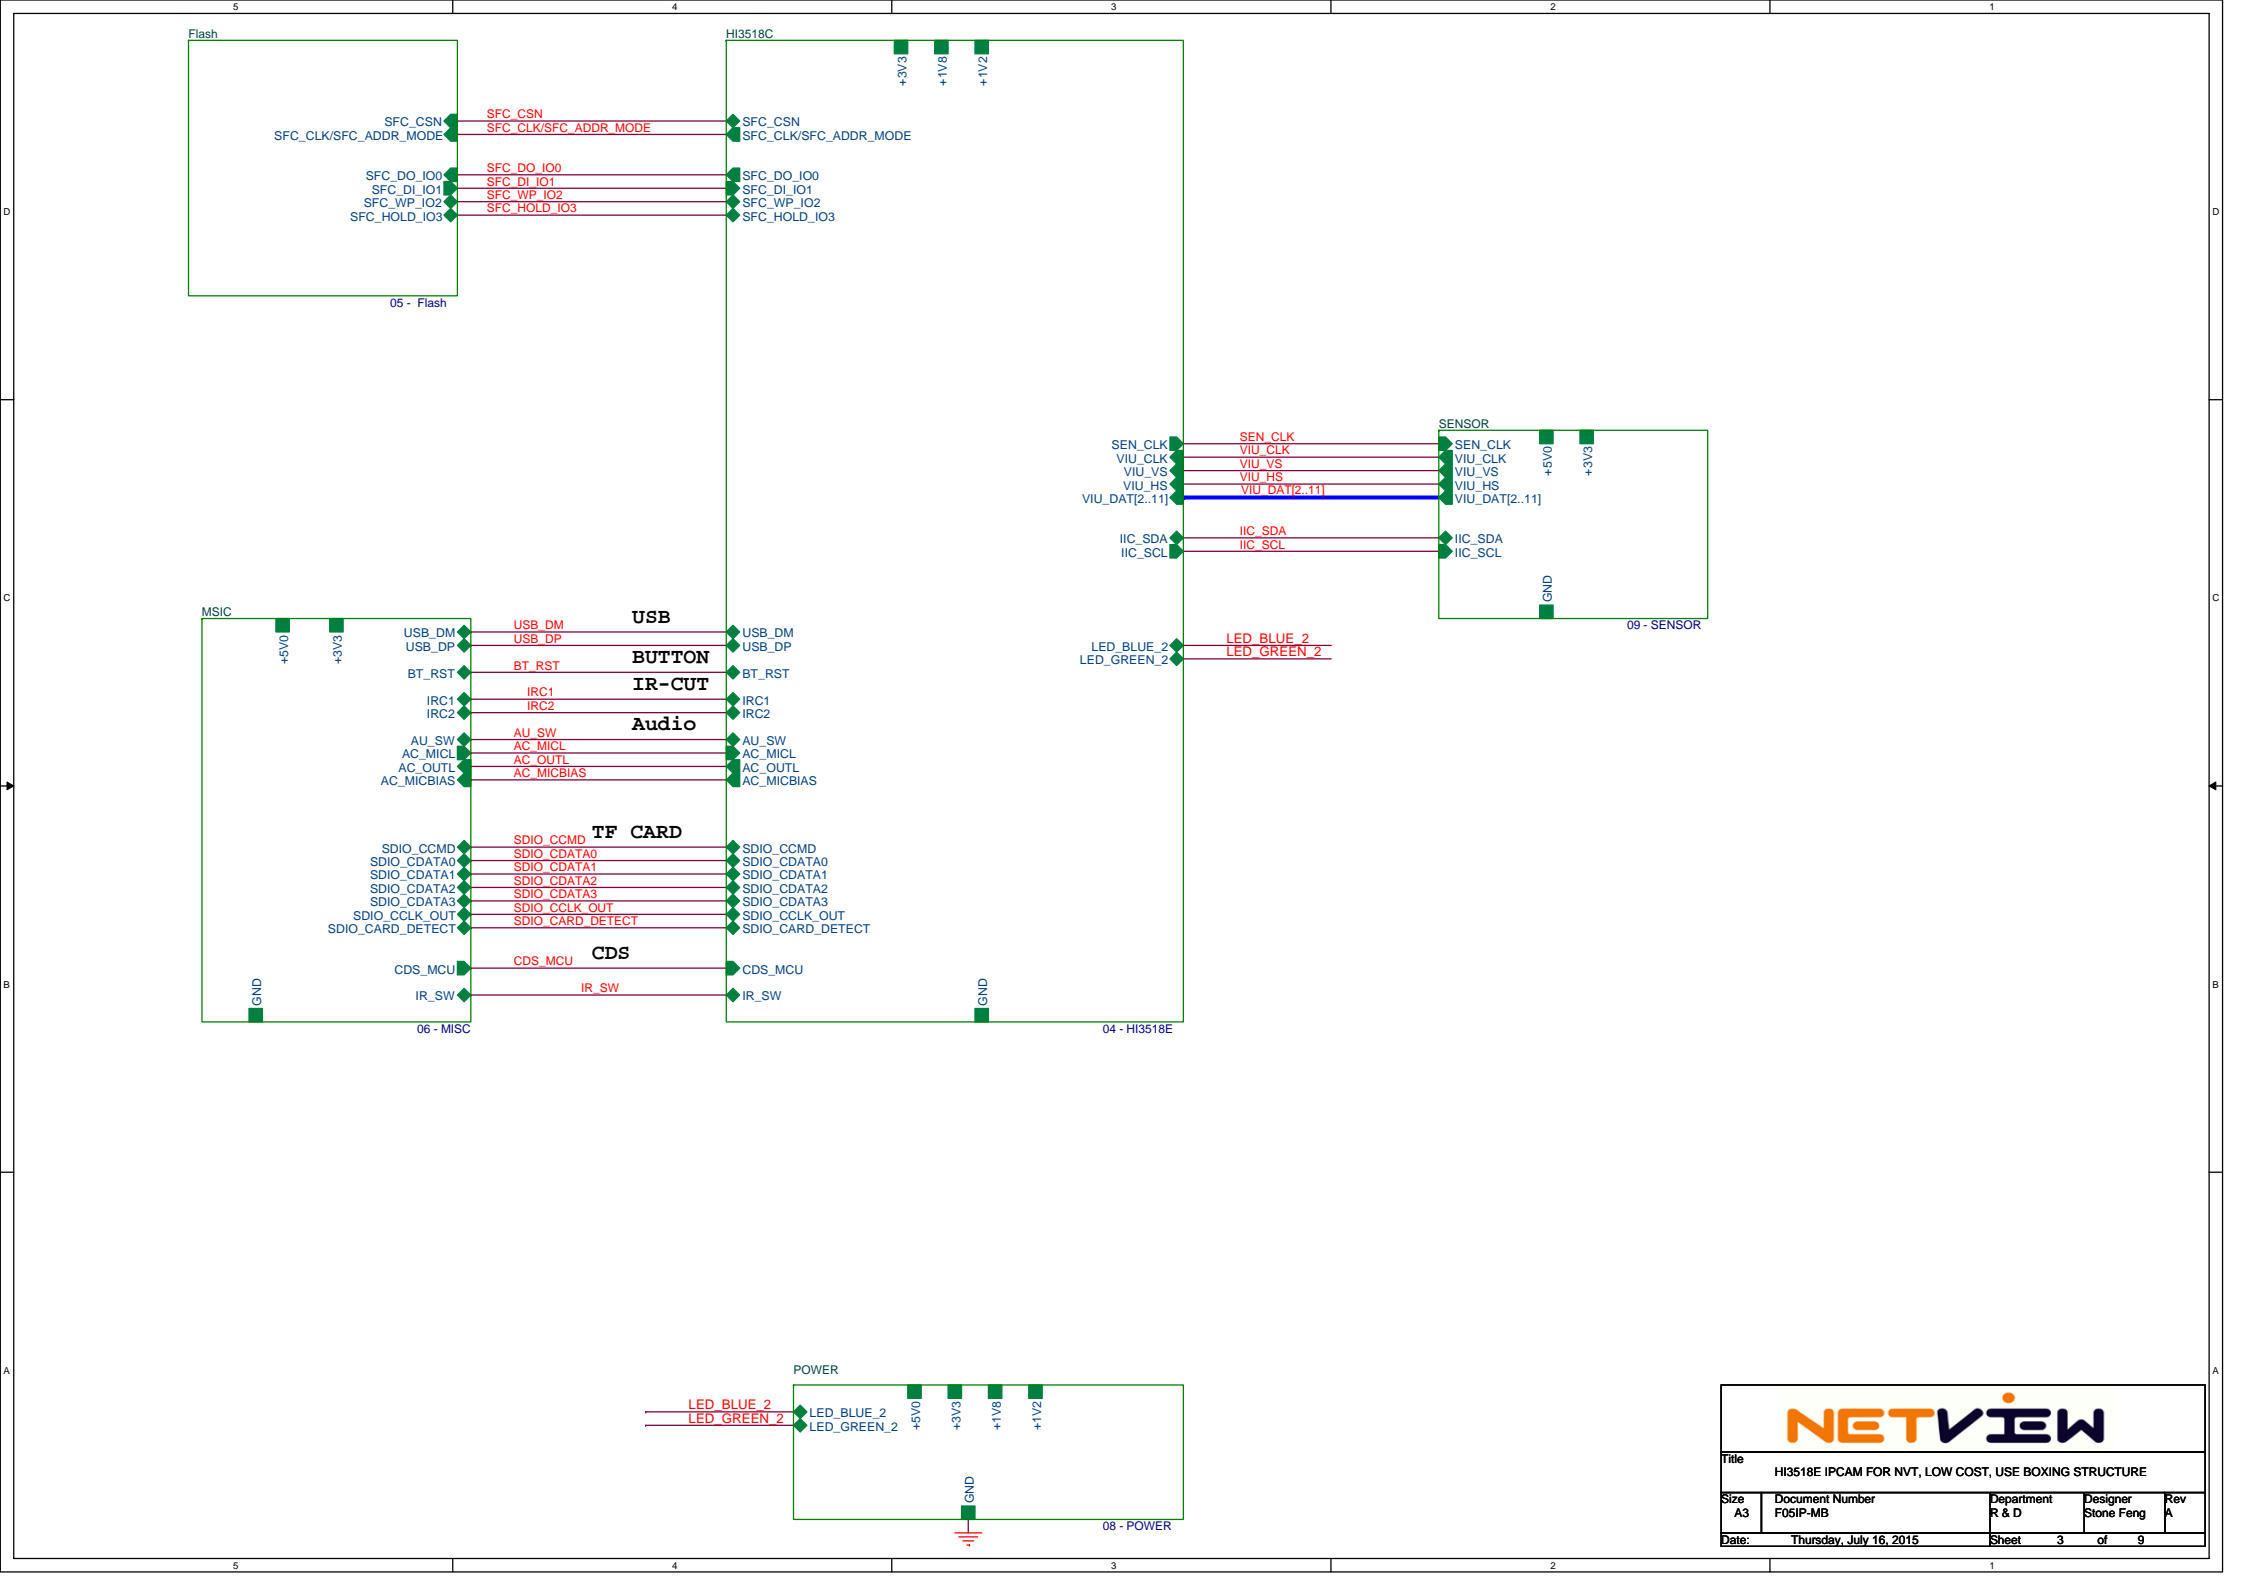 5 4 3 2 1
Flash
SFC_CSN
SFC_CLK/SFC_ADDR_MODE
SFC_DO_IO0
SFC_DI_IO1
SFC_WP_IO2
SFC_HOLD_IO3
05 - Flash
SFC_CSN
SFC_CLK/SFC_ADDR_MODE
SFC_DO_IO0
SFC_DI_IO1
SFC_WP_IO2
SFC_HOLD_IO3
HI3518C
+3V3
+1V8
+1V2
SFC_CSN
SFC_CLK/SFC_ADDR_MODE
SFC_DO_IO0
SFC_DI_IO1
SFC_WP_IO2
SFC_HOLD_IO3
D
D
SEN_CLK
VIU_CLK
VIU_VS
VIU_HS
VIU_DAT[2..11]
IIC_SDA
IIC_SCL
LED_BLUE_2
LED_GREEN_2
SEN_CLK
VIU_CLK
VIU_VS
VIU_HS
VIU_DAT[2..11]
IIC_SDA
IIC_SCL
LED_BLUE_2
LED_GREEN_2
SENSOR
SEN_CLK
VIU_CLK
VIU_VS
VIU_HS
VIU_DAT[2..11]
IIC_SDA
IIC_SCL
+5V0
+3V3
GND
09 - SENSOR
C
C
MSIC
+5V0
+3V3
USB_DM
USB_DP
BT_RST
IRC1
IRC2
AU_SW
AC_MICL
AC_OUTL
AC_MICBIAS
SDIO_CCMD
SDIO_CDATA0
SDIO_CDATA1
SDIO_CDATA2
SDIO_CDATA3
SDIO_CCLK_OUT
SDIO_CARD_DETECT
CDS_MCU
IR_SW
GND
06 - MISC
USB
USB_DM
USB_DP
BUTTON
BT_RST
IR-CUT
IRC1
IRC2
Audio
AU_SW
AC_MICL
AC_OUTL
AC_MICBIAS
TF CARD
SDIO_CCMD
SDIO_CDATA0
SDIO_CDATA1
SDIO_CDATA2
SDIO_CDATA3
SDIO_CCLK_OUT
SDIO_CARD_DETECT
CDS
CDS_MCU
IR_SW
USB_DM
USB_DP
BT_RST
IRC1
IRC2
AU_SW
AC_MICL
AC_OUTL
AC_MICBIAS
SDIO_CCMD
SDIO_CDATA0
SDIO_CDATA1
SDIO_CDATA2
SDIO_CDATA3
SDIO_CCLK_OUT
SDIO_CARD_DETECT
CDS_MCU
IR_SW
GND
04 - HI3518E
B
B
A
A
POWER
LED_BLUE_2
LED_GREEN_2
LED_BLUE_2
LED_GREEN_2
+5V0
+3V3
+1V8
+1V2
GND
08 - POWER
NETVIEW
Title
HI3518E IPCAM FOR NVT, LOW COST, USE BOXING STRUCTURE
Size Document Number Department Designer Rev
A3 F05IP-MB R & D Stone Feng A
Date: Thursday, July 16, 2015 Sheet 3 of 9
5 4 3 2 1